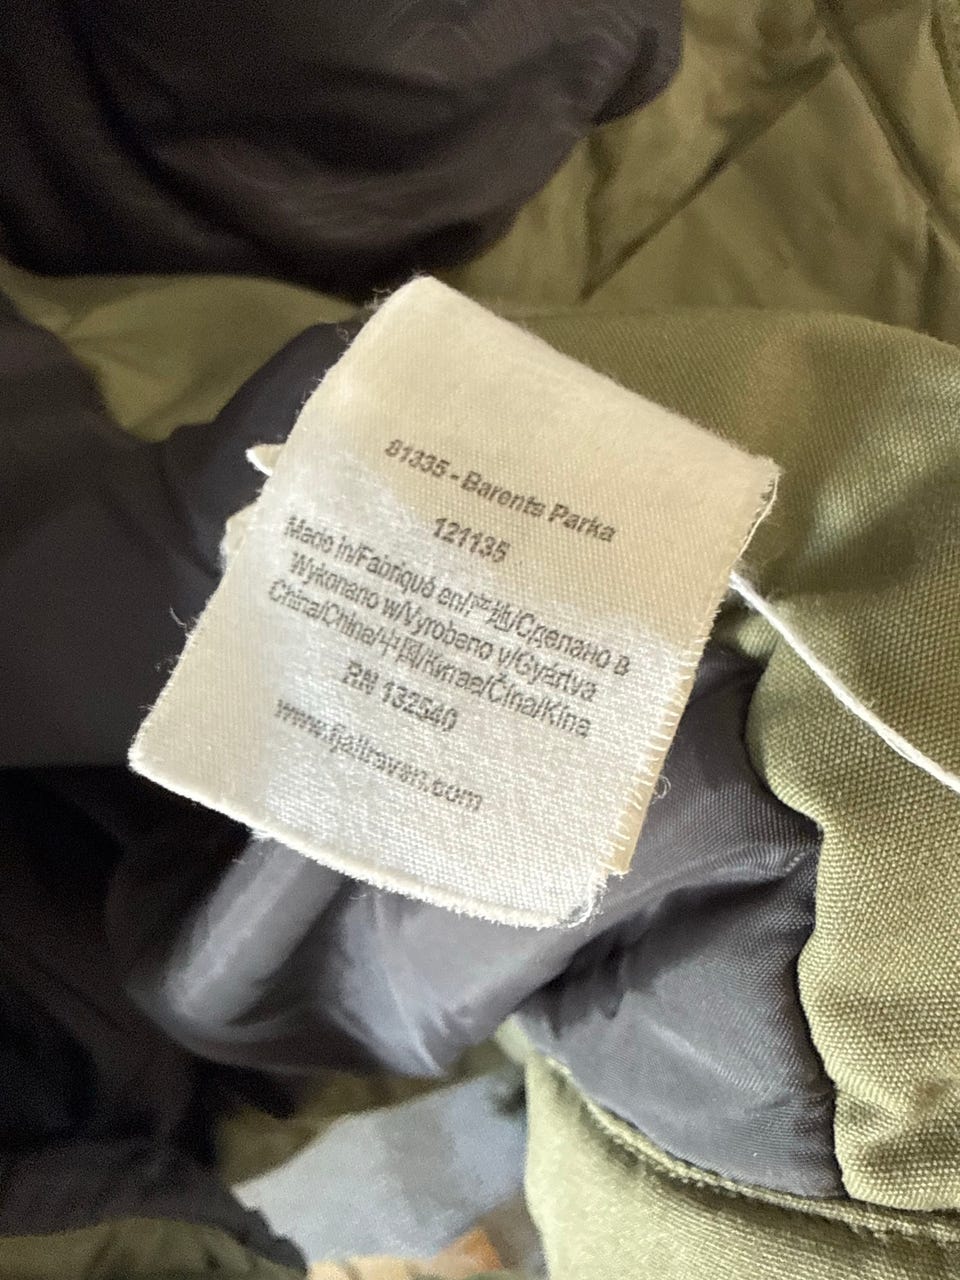 81335 - Barents Parka
121135
Made in/Fabriqué en/产地/Сделано в
Wykonano w/Vyrobeno v/Gyártva
China/Chine/中国/Kitae/Čína/Kína
RN 132540
www.fjallraven.com